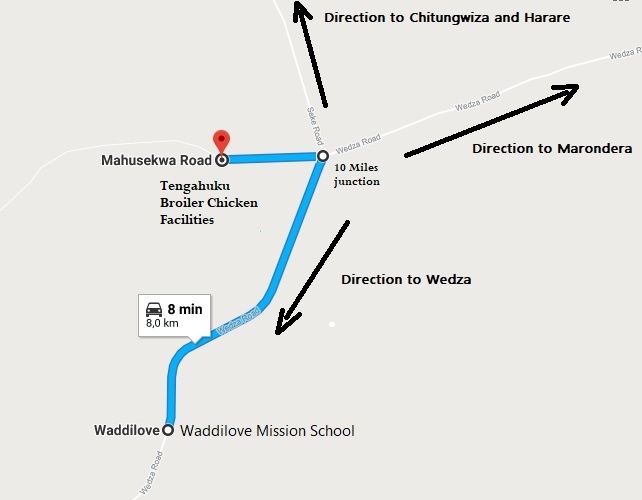 Direction to Chitungwiza and Harare
Wedza R
Wedza Road
Seke Road
Wedza Road
Direction to Marondera
Mahusekwa Road
10 Miles
junction
Tengahuku
Broiler Chicken
Facilities
Direction to Wedza
8 min
8,0 km
Wedza Road
Waddilove
Waddilove Mission School
Wedza Road